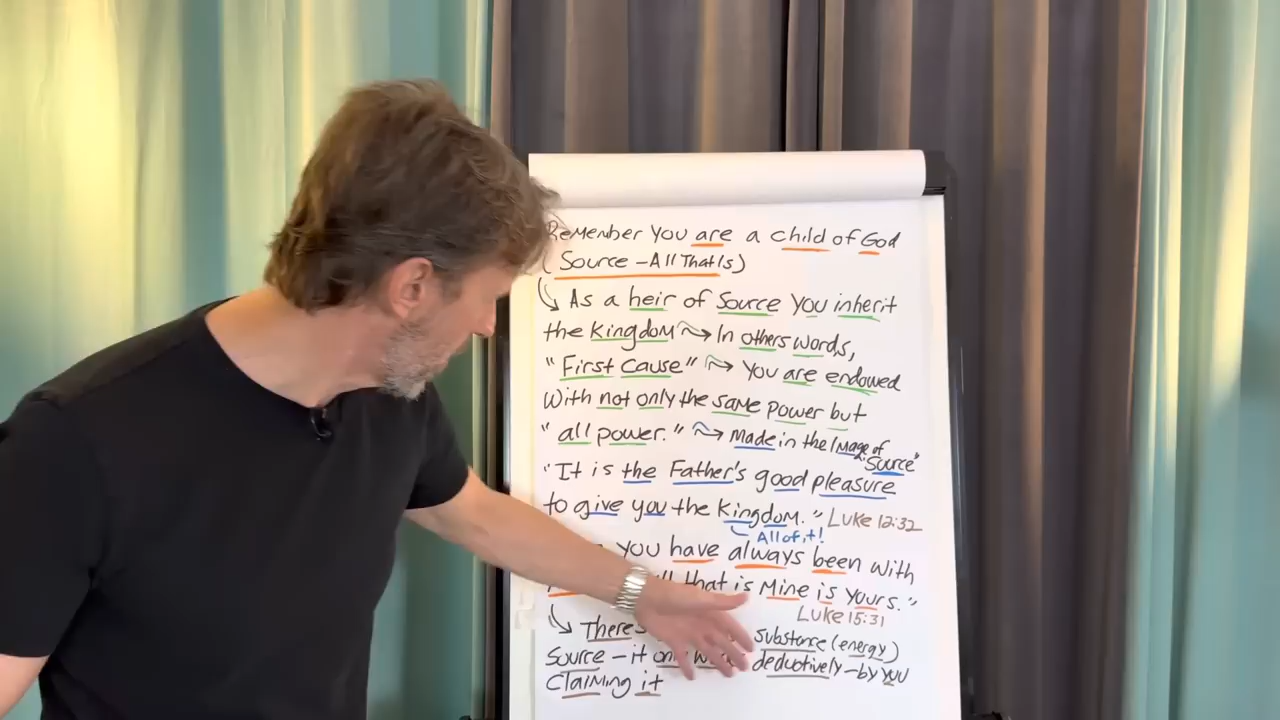 Remember You are a child of God
(Source - All That Is)
↳ As a heir of Source You inherit
the Kingdom ~> In others words,
"First Cause" ~> You are endowed
With not only the same power but
"all power." ~> Made in the Image of
"Source"
"It is the Father's good pleasure
to give you the Kingdom." Luke 12:32
All of it!
you have always been with
that is Mine is yours."
Luke 15:31
↳ There's substance (energy)
Source - it only deductively - by you
Claiming it